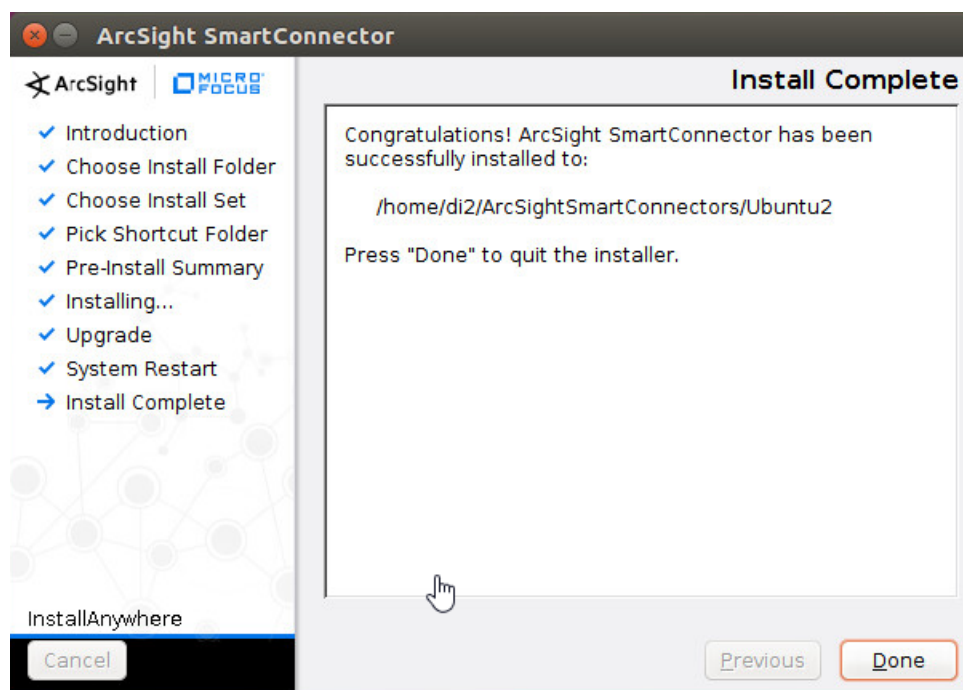 ArcSight SmartConnector
ArcSight
MICRO FOCUS
Install Complete
Introduction
Choose Install Folder
Choose Install Set
Pick Shortcut Folder
Pre-Install Summary
Installing...
Upgrade
System Restart
Install Complete
Congratulations! ArcSight SmartConnector has been
successfully installed to:
/home/di2/ArcSightSmartConnectors/Ubuntu2
Press "Done" to quit the installer.
InstallAnywhere
Cancel
Previous
Done